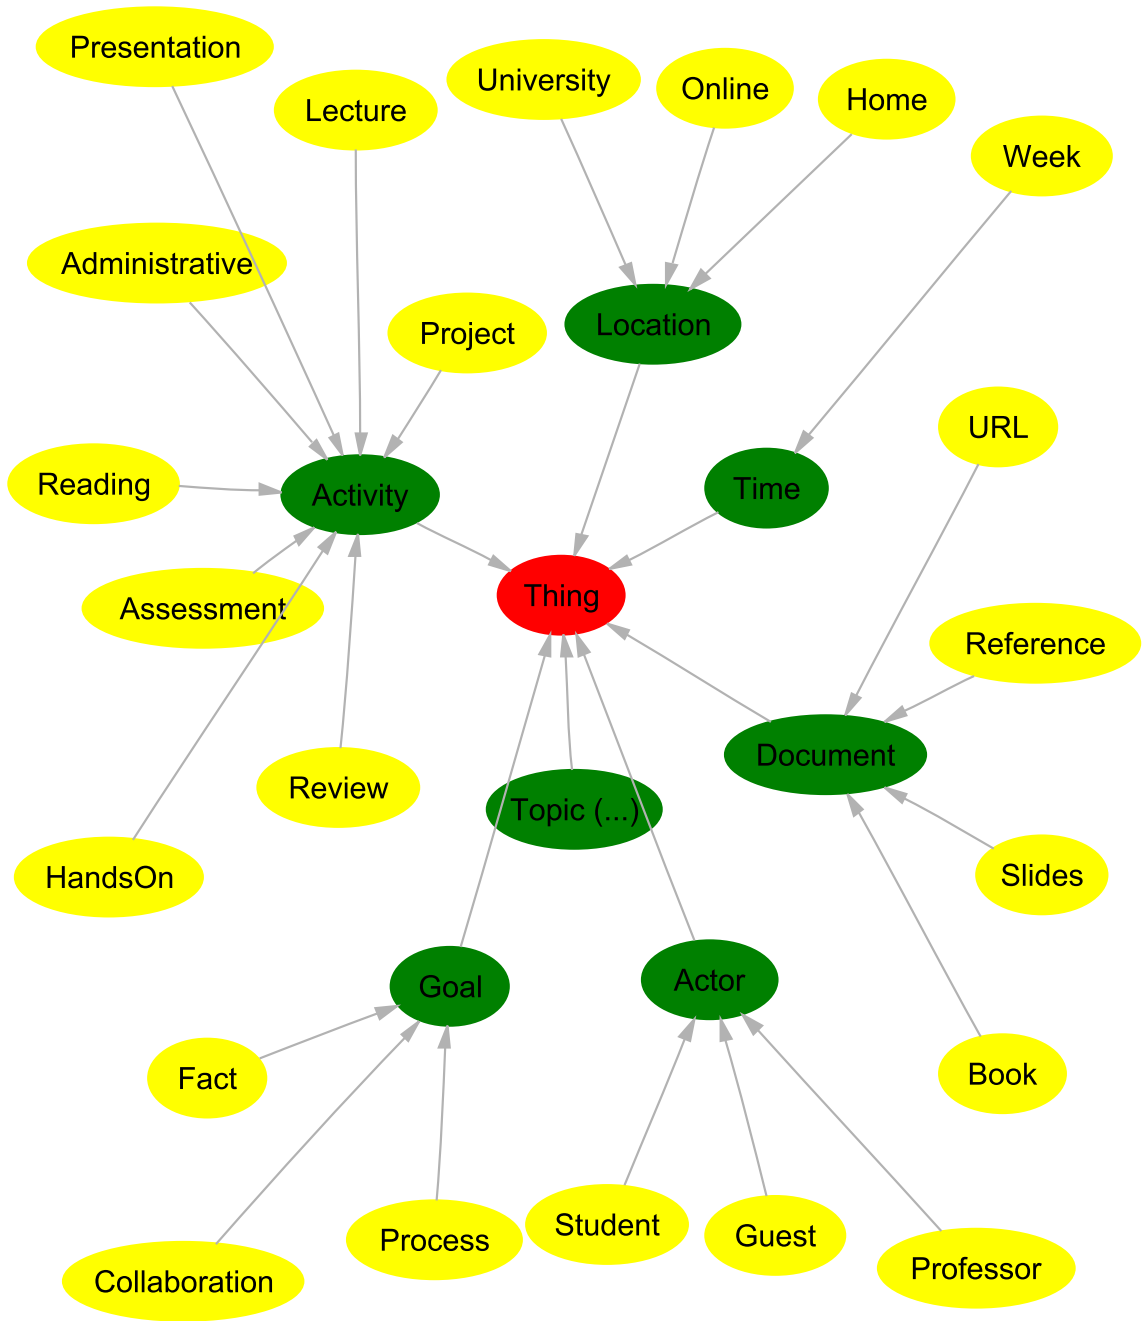 Presentation
Lecture
University
Online
Home
Week
Administrative
Project
Location
URL
Reading
Activity
Time
Thing
Assessment
Reference
Document
Review
Topic (...)
HandsOn
Slides
Goal
Actor
Fact
Book
Process
Student
Guest
Professor
Collaboration